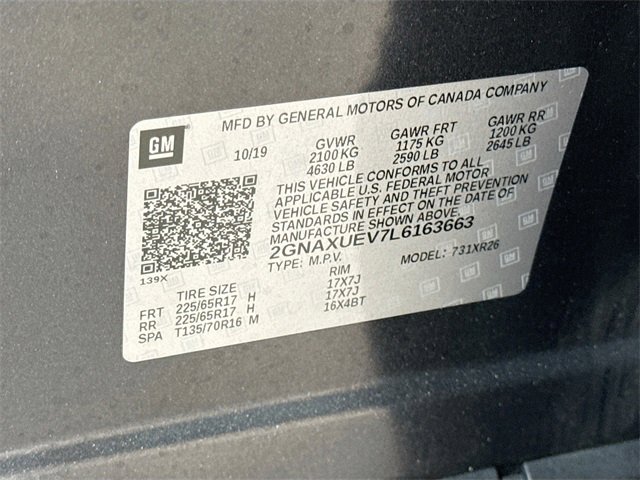 MFD BY GENERAL MOTORS OF CANADA COMPANY
GM
10/19 GVWR GAWR FRT GAWR RR
2100 KG 1175 KG 1200 KG
4630 LB 2590 LB 2645 LB
THIS VEHICLE CONFORMS TO ALL
APPLICABLE U.S. FEDERAL MOTOR
VEHICLE SAFETY AND THEFT PREVENTION
STANDARDS IN EFFECT ON THE DATE OF
MANUFACTURE SHOWN ABOVE.
2GNAXUEV7L6163663
TYPE: M.P.V. MODEL: 731XR26
139X
TIRE SIZE RIM
FRT 225/65R17 H 17X7J
RR 225/65R17 H 17X7J
SPA T135/70R16 M 16X4BT